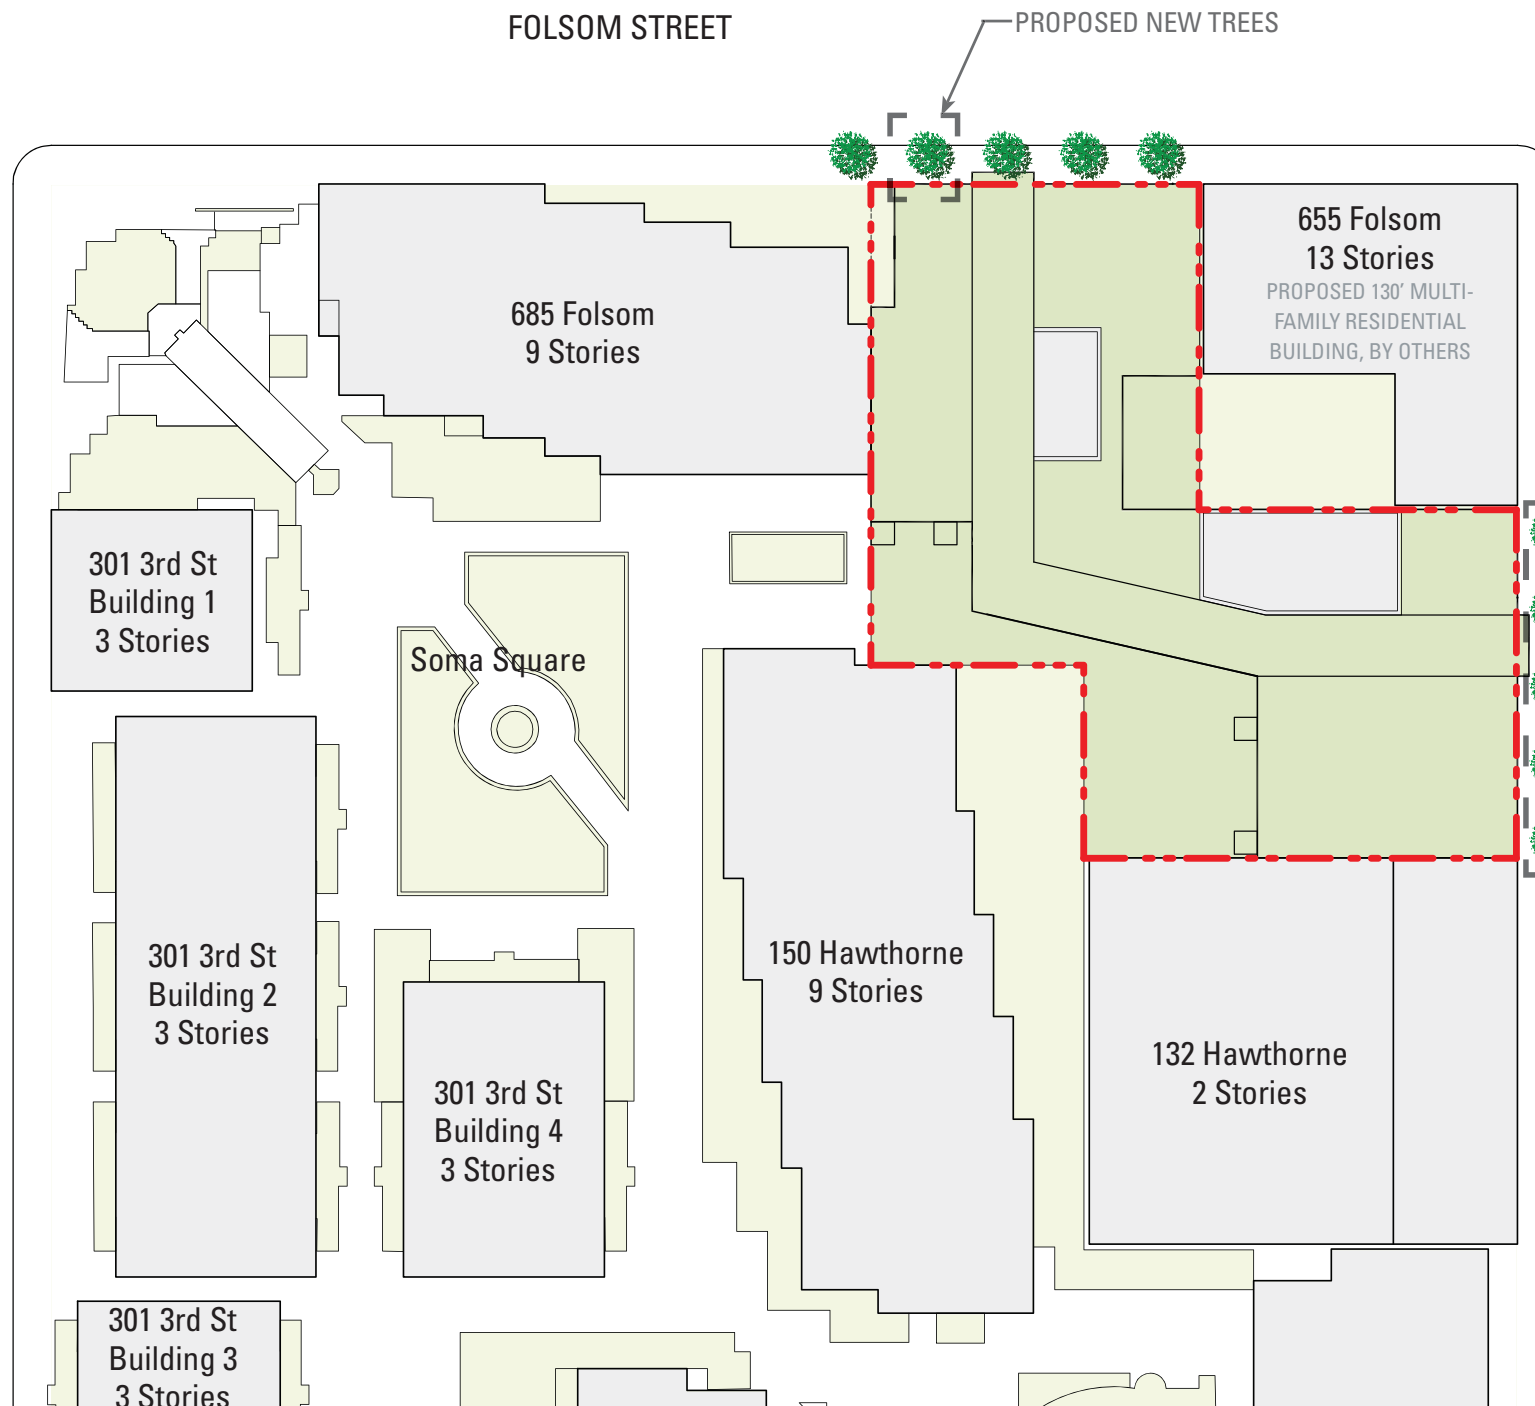 FOLSOM STREET
PROPOSED NEW TREES
655 Folsom
13 Stories
PROPOSED 130' MULTI-
FAMILY RESIDENTIAL
BUILDING, BY OTHERS
685 Folsom
9 Stories
301 3rd St
Building 1
3 Stories
Soma Square
301 3rd St
Building 2
3 Stories
150 Hawthorne
9 Stories
132 Hawthorne
2 Stories
301 3rd St
Building 4
3 Stories
301 3rd St
Building 3
3 Stories